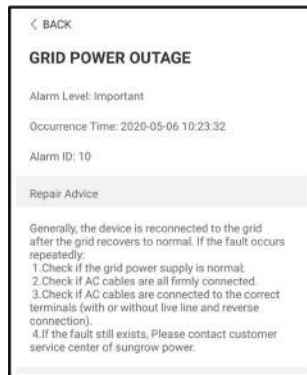 < BACK
GRID POWER OUTAGE
Alarm Level: Important
Occurrence Time: 2020-05-06 10:23:32
Alarm ID: 10
Repair Advice
Generally, the device is reconnected to the grid
after the grid recovers to normal. If the fault occurs
repeatedly:
1.Check if the grid power supply is normal;
2.Check if AC cables are all firmly connected.
3.Check if AC cables are connected to the correct
terminals (with or without live line and reverse
connection).
4.If the fault still exists, Please contact customer
service center of sungrow power.